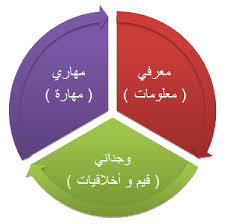 معرفي
( معلومات )
مهاري
( مهارة )
وجداني
( قيم و أخلاقيات )